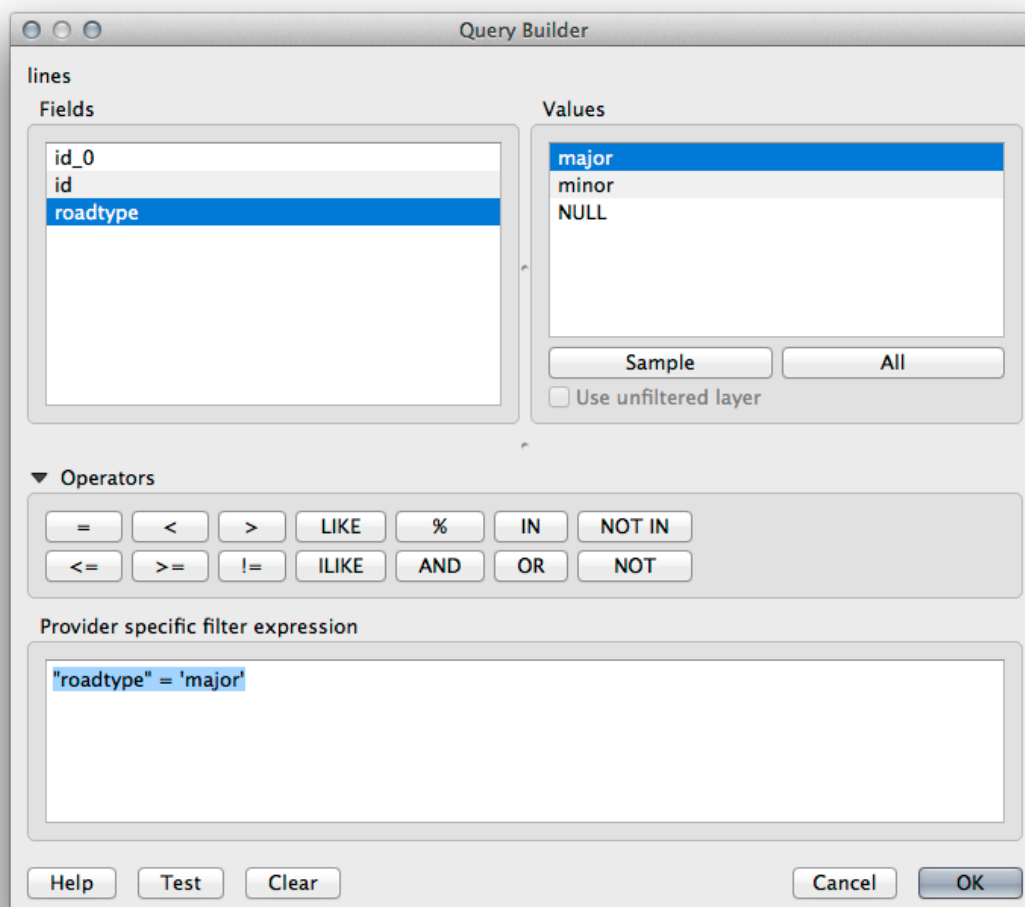 Query Builder
lines
Fields
id_0
id
roadtype
Values
major
minor
NULL
Sample All
Use unfiltered layer
Operators
= < > LIKE % IN NOT IN
<= >= != ILIKE AND OR NOT
Provider specific filter expression
"roadtype" = 'major'
Help Test Clear Cancel OK